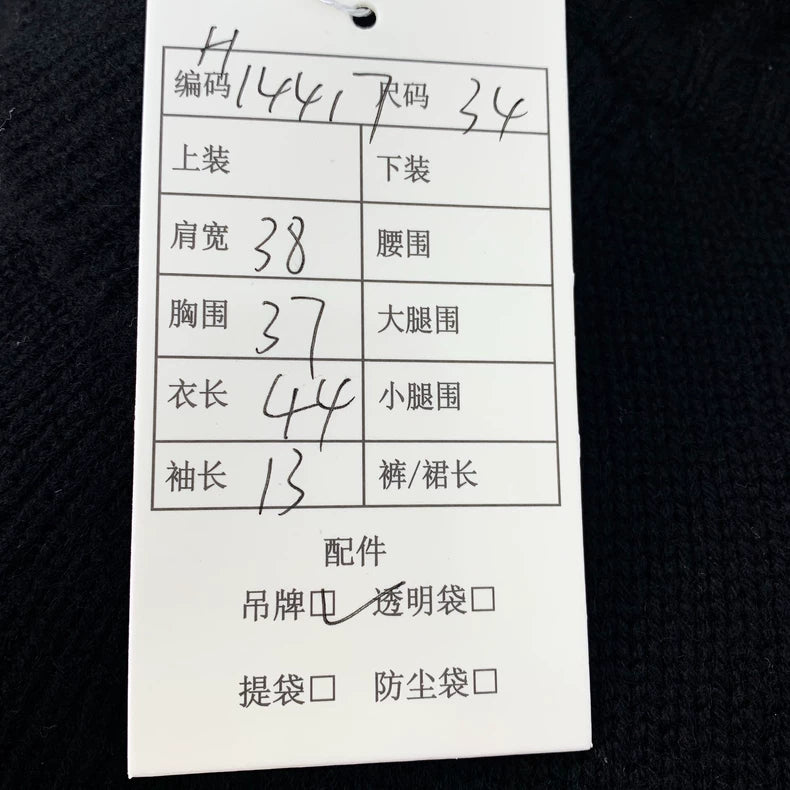 编码 H14417 尺码 34
上装 下装
肩宽 38 腰围
胸围 37 大腿围
衣长 44 小腿围
袖长 13 裤/裙长
配件
吊牌☑ 透明袋□
提袋□ 防尘袋□